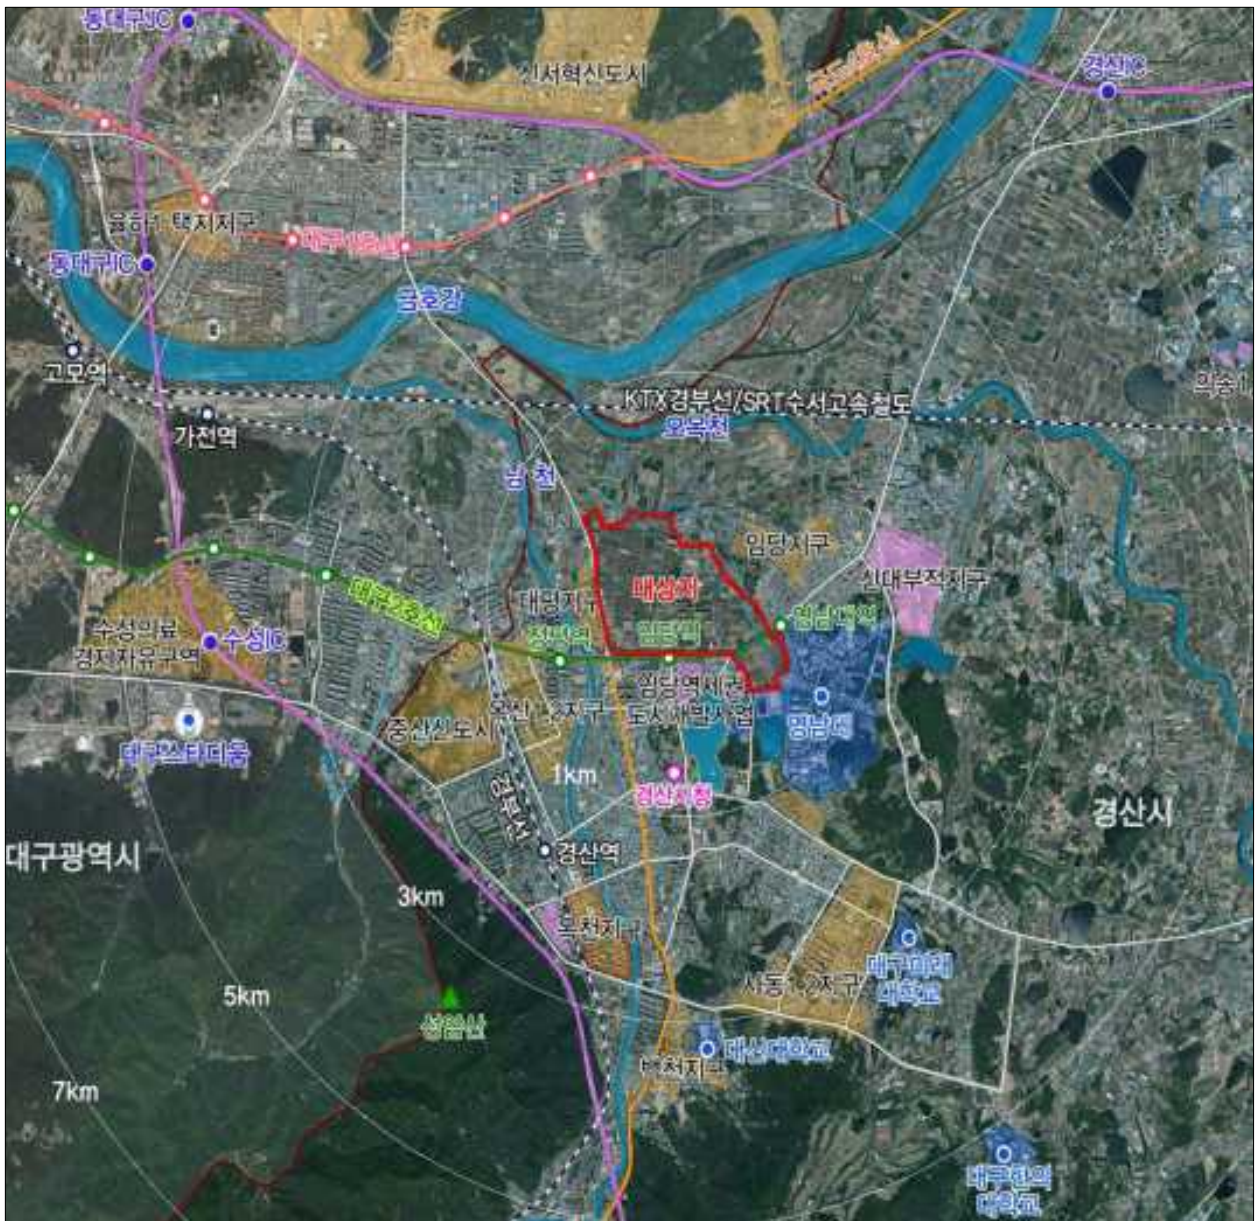 동대구IC
신서혁신도시
경산IC
율하1 택지지구
대구1호선
동대구IC
금호강
고모역
KTX경부선/SRT수서고속철도
오목천
가천역
남 천
임당지구
대상지
신대부적지구
대구2호선
영남대역
정평역
임당역
수성의료
경제자유구역
수성IC
임당역세권
도시개발사업
중산신도시
영남대
대구스타디움
1km
경산시청
경부선
경산시
경산역
대구광역시
3km
옥천지구
대구미래
대학교
사동1,2지구
5km
성암산
대신대학교
7km
대구한의
대학교